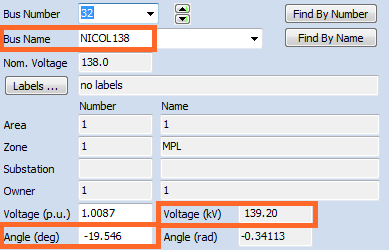 Bus Number 32 Find By Number
Bus Name NICOL138 Find By Name
Nom. Voltage 138.0
Labels ... no labels
Number Name
Area 1 1
Zone 1 MPL
Substation
Owner 1 1
Voltage (p.u.) 1.0087 Voltage (kV) 139.20
Angle (deg) -19.546 Angle (rad) -0.34113